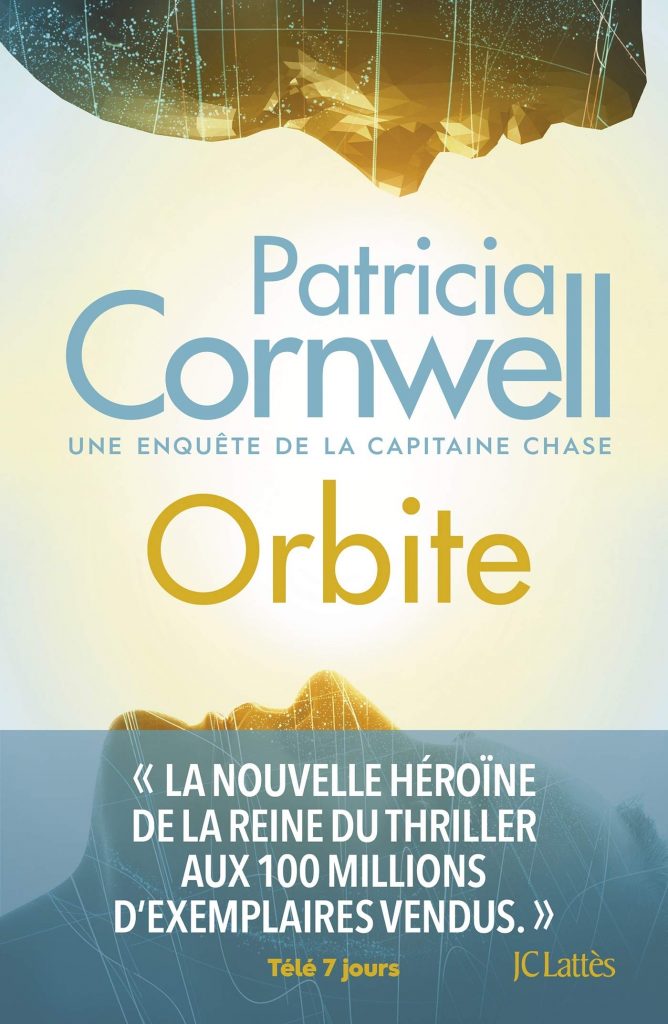 Patricia
Cornwell
UNE ENQUÊTE DE LA CAPITAINE CHASE
Orbite
« LA NOUVELLE HÉROÏNE
DE LA REINE DU THRILLER
AUX 100 MILLIONS
D’EXEMPLAIRES VENDUS. »
Télé 7 jours
JC Lattès